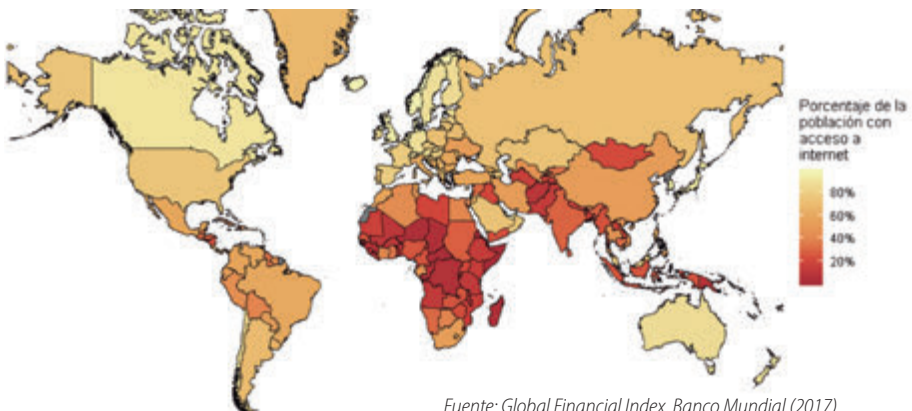 Porcentaje de la
población con
acceso a
internet
80%
60%
40%
20%
Fuente: Global Financial Index, Banco Mundial (2017)